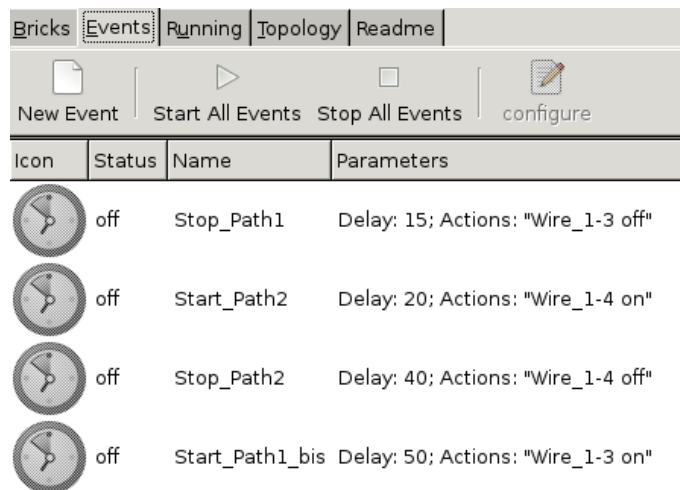 Bricks Events Running Topology Readme
New Event Start All Events Stop All Events configure
Icon Status Name Parameters
off Stop_Path1 Delay: 15; Actions: "Wire_1-3 off"
off Start_Path2 Delay: 20; Actions: "Wire_1-4 on"
off Stop_Path2 Delay: 40; Actions: "Wire_1-4 off"
off Start_Path1_bis Delay: 50; Actions: "Wire_1-3 on"